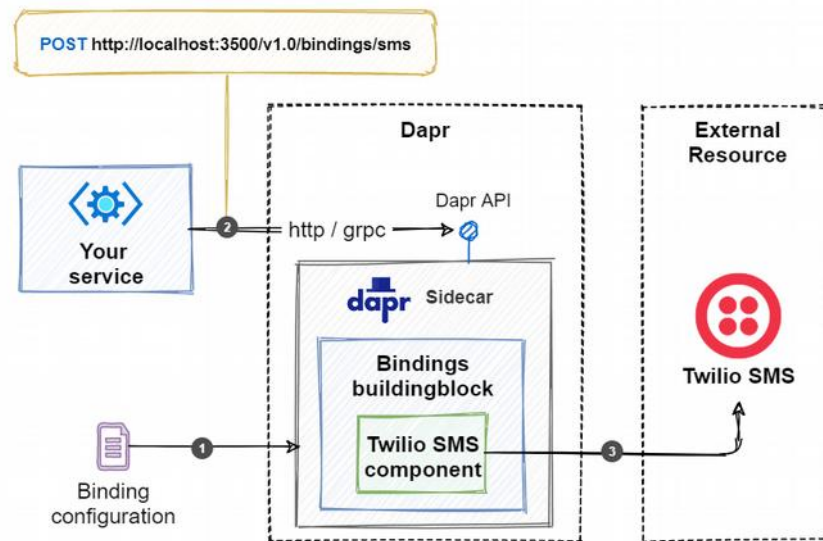 POST http://localhost:3500/v1.0/bindings/sms
Dapr
External
Resource
Dapr API
2
http / grpc
Your
service
dapr Sidecar
Bindings
buildingblock
Twilio SMS
Twilio SMS
component
1
3
Binding
configuration